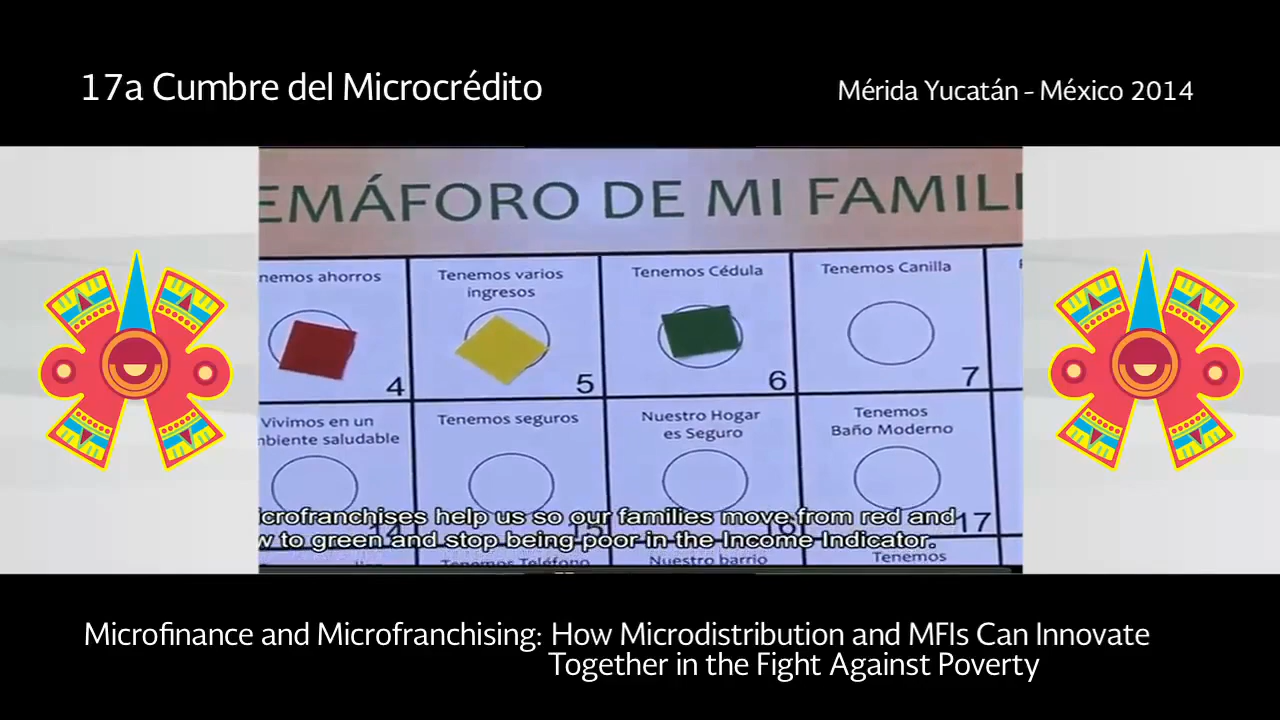 17a Cumbre del Microcrédito
Mérida Yucatán - México 2014
EMÁFORO DE MI FAMILI
nemos ahorros
4
Tenemos varios
ingresos
5
Tenemos Cédula
6
Tenemos Canilla
7
Vivimos en un
mbiente saludable
14
Tenemos seguros
15
Nuestro Hogar
es Seguro
16
Tenemos
Baño Moderno
17
icrofranchises help us so our families move from red and
w to green and stop being poor in the Income Indicator.
Tenemos Teléfono
Nuestro barrio
Tenemos
Microfinance and Microfranchising: How Microdistribution and MFIs Can Innovate
Together in the Fight Against Poverty